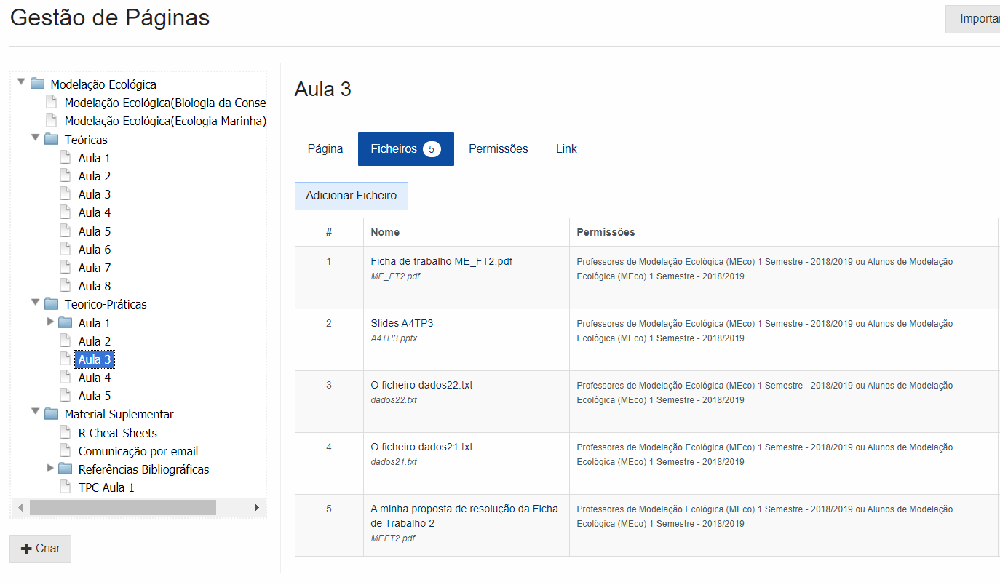 Gestão de Páginas
Importar
Modelação Ecológica
Modelação Ecológica(Biologia da Conse
Modelação Ecológica(Ecologia Marinha)
Teóricas
Aula 1
Aula 2
Aula 3
Aula 4
Aula 5
Aula 6
Aula 7
Aula 8
Teorico-Práticas
Aula 1
Aula 2
Aula 3
Aula 4
Aula 5
Material Suplementar
R Cheat Sheets
Comunicação por email
Referências Bibliográficas
TPC Aula 1
Criar
Aula 3
Página Ficheiros 5 Permissões Link
Adicionar Ficheiro
# Nome Permissões
1 Ficha de trabalho ME_FT2.pdf Professores de Modelação Ecológica (MEco) 1 Semestre - 2018/2019 ou Alunos de Modelação
ME_FT2.pdf Ecológica (MEco) 1 Semestre - 2018/2019
2 Slides A4TP3 Professores de Modelação Ecológica (MEco) 1 Semestre - 2018/2019 ou Alunos de Modelação
A4TP3.pptx Ecológica (MEco) 1 Semestre - 2018/2019
3 O ficheiro dados22.txt Professores de Modelação Ecológica (MEco) 1 Semestre - 2018/2019 ou Alunos de Modelação
dados22.txt Ecológica (MEco) 1 Semestre - 2018/2019
4 O ficheiro dados21.txt Professores de Modelação Ecológica (MEco) 1 Semestre - 2018/2019 ou Alunos de Modelação
dados21.txt Ecológica (MEco) 1 Semestre - 2018/2019
5 A minha proposta de resolução da Ficha Professores de Modelação Ecológica (MEco) 1 Semestre - 2018/2019 ou Alunos de Modelação
de Trabalho 2 Ecológica (MEco) 1 Semestre - 2018/2019
MEFT2.pdf